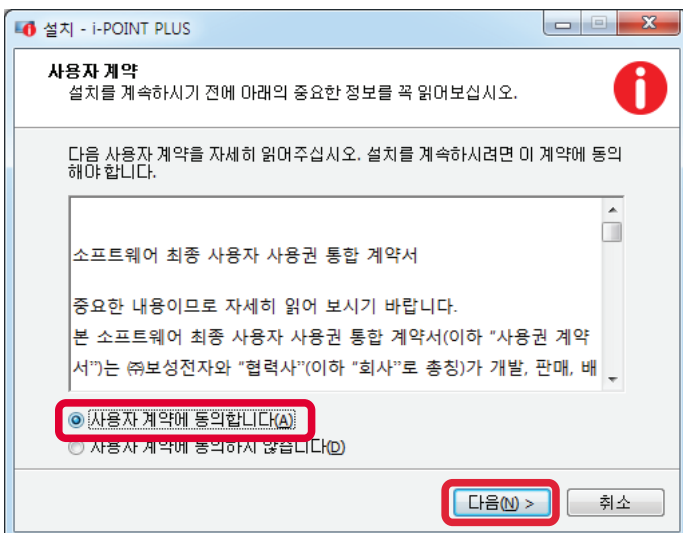 설치 - i-POINT PLUS
사용자 계약
설치를 계속하시기 전에 아래의 중요한 정보를 꼭 읽어보십시오.
다음 사용자 계약을 자세히 읽어주십시오. 설치를 계속하시려면 이 계약에 동의
해야 합니다.
소프트웨어 최종 사용자 사용권 통합 계약서
중요한 내용이므로 자세히 읽어 보시기 바랍니다.
본 소프트웨어 최종 사용자 사용권 통합 계약서(이하 “사용권 계약
서”)는 ㈜보성전자와 “협력사”(이하 “회사”로 총칭)가 개발, 판매, 배
사용자 계약에 동의합니다(A)
사용자 계약에 동의하지 않습니다(D)
다음(N) >
취소